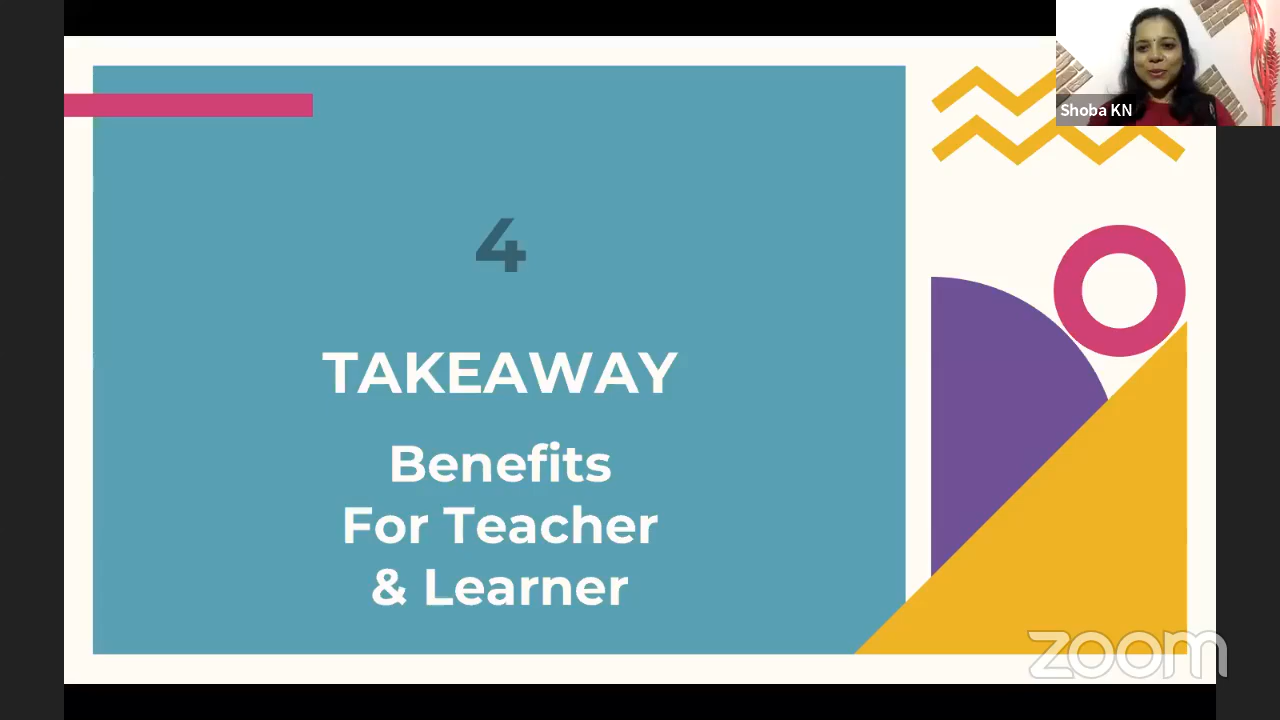 Shoba KN
4
TAKEAWAY
Benefits
For Teacher
& Learner
zoom